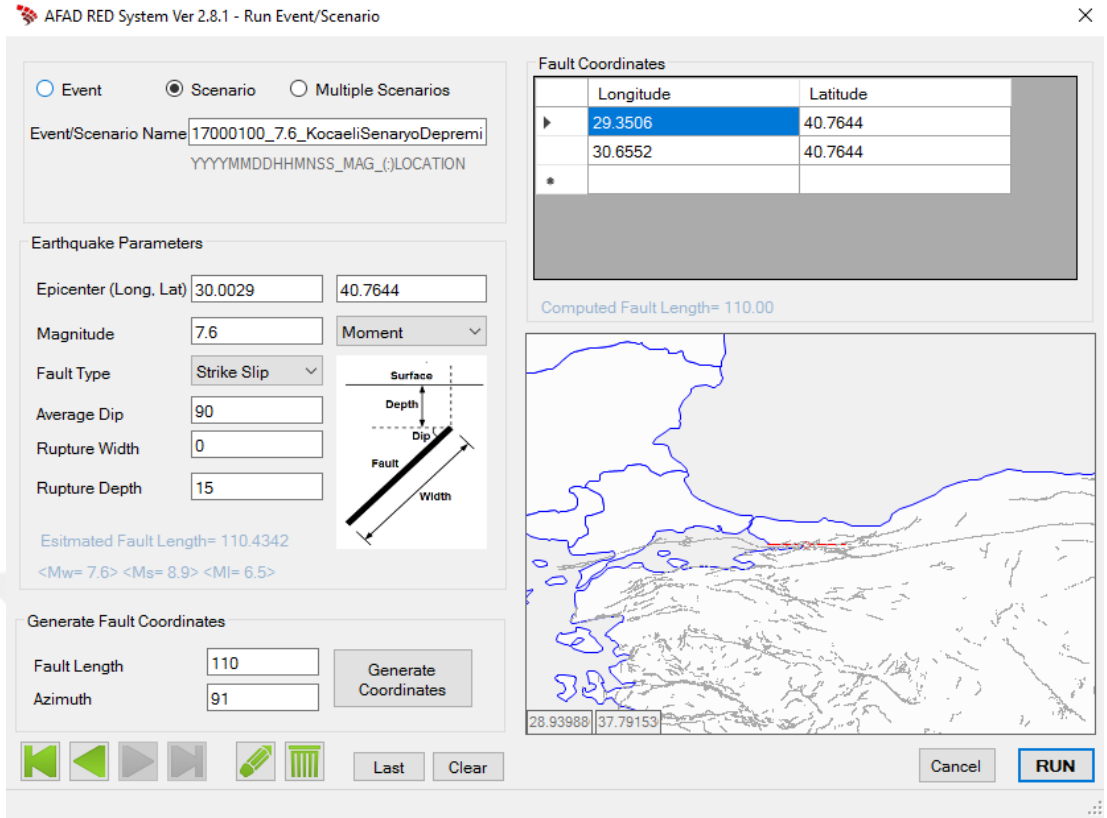 AFAD RED System Ver 2.8.1 - Run Event/Scenario
Event
Scenario
Multiple Scenarios
Event/Scenario Name
17000100_7.6_KocaeliSenaryoDepremi
YYYYMMDDHHMNSS_MAG_(:)LOCATION
Earthquake Parameters
Epicenter (Long, Lat)
30.0029
40.7644
Magnitude
7.6
Moment
Fault Type
Strike Slip
Average Dip
90
Rupture Width
0
Rupture Depth
15
Surface
Depth
Dip
Fault
Width
Esitmated Fault Length= 110.4342
<Mw= 7.6> <Ms= 8.9> <Ml= 6.5>
Generate Fault Coordinates
Fault Length
110
Azimuth
91
Generate
Coordinates
Last
Clear
Fault Coordinates
Longitude
Latitude
29.3506
40.7644
30.6552
40.7644
Computed Fault Length= 110.00
28.93988
37.79153
Cancel
RUN